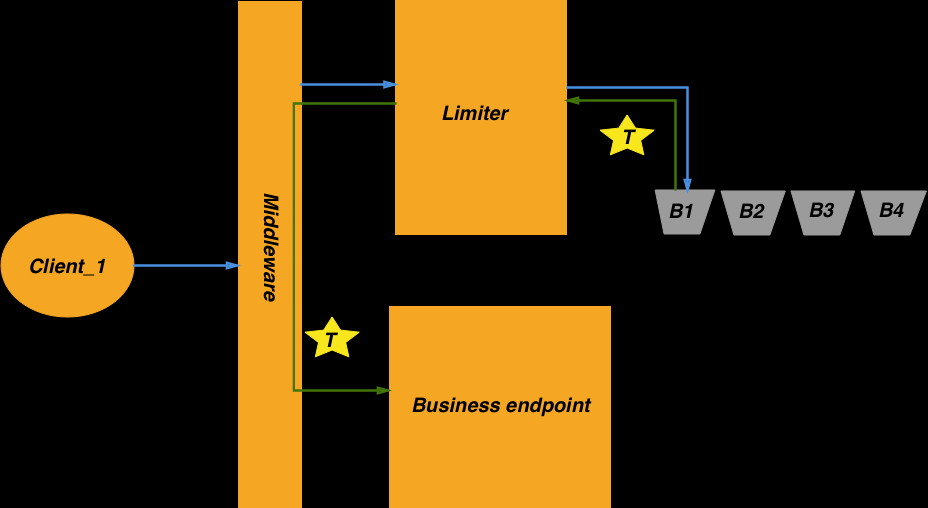 Limiter
T
B1
B2
B3
B4
Middleware
Client_1
T
Business endpoint